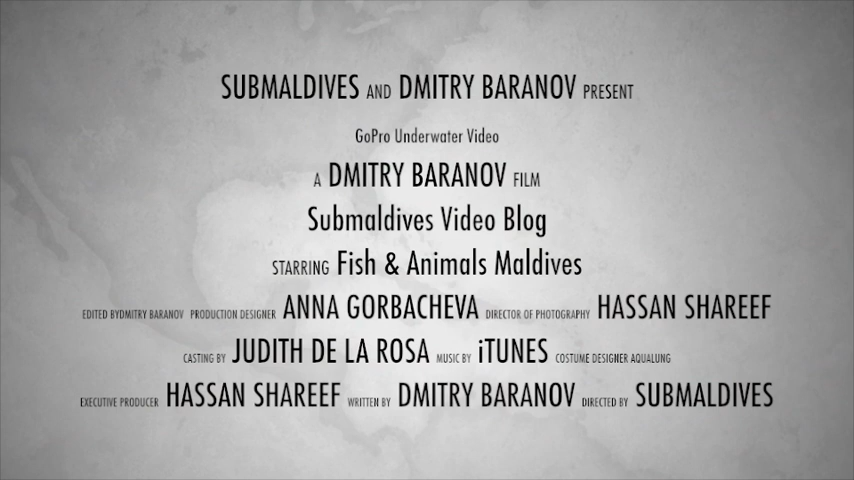 SUBMALDIVES AND DMITRY BARANOV PRESENT
GoPro Underwater Video
A DMITRY BARANOV FILM
Submaldives Video Blog
STARRING Fish & Animals Maldives
EDITED BYDMITRY BARANOV PRODUCTION DESIGNER ANNA GORBACHEVA DIRECTOR OF PHOTOGRAPHY HASSAN SHAREEF
CASTING BY JUDITH DE LA ROSA MUSIC BY iTUNES COSTUME DESIGNER AQUALUNG
EXECUTIVE PRODUCER HASSAN SHAREEF WRITTEN BY DMITRY BARANOV DIRECTED BY SUBMALDIVES